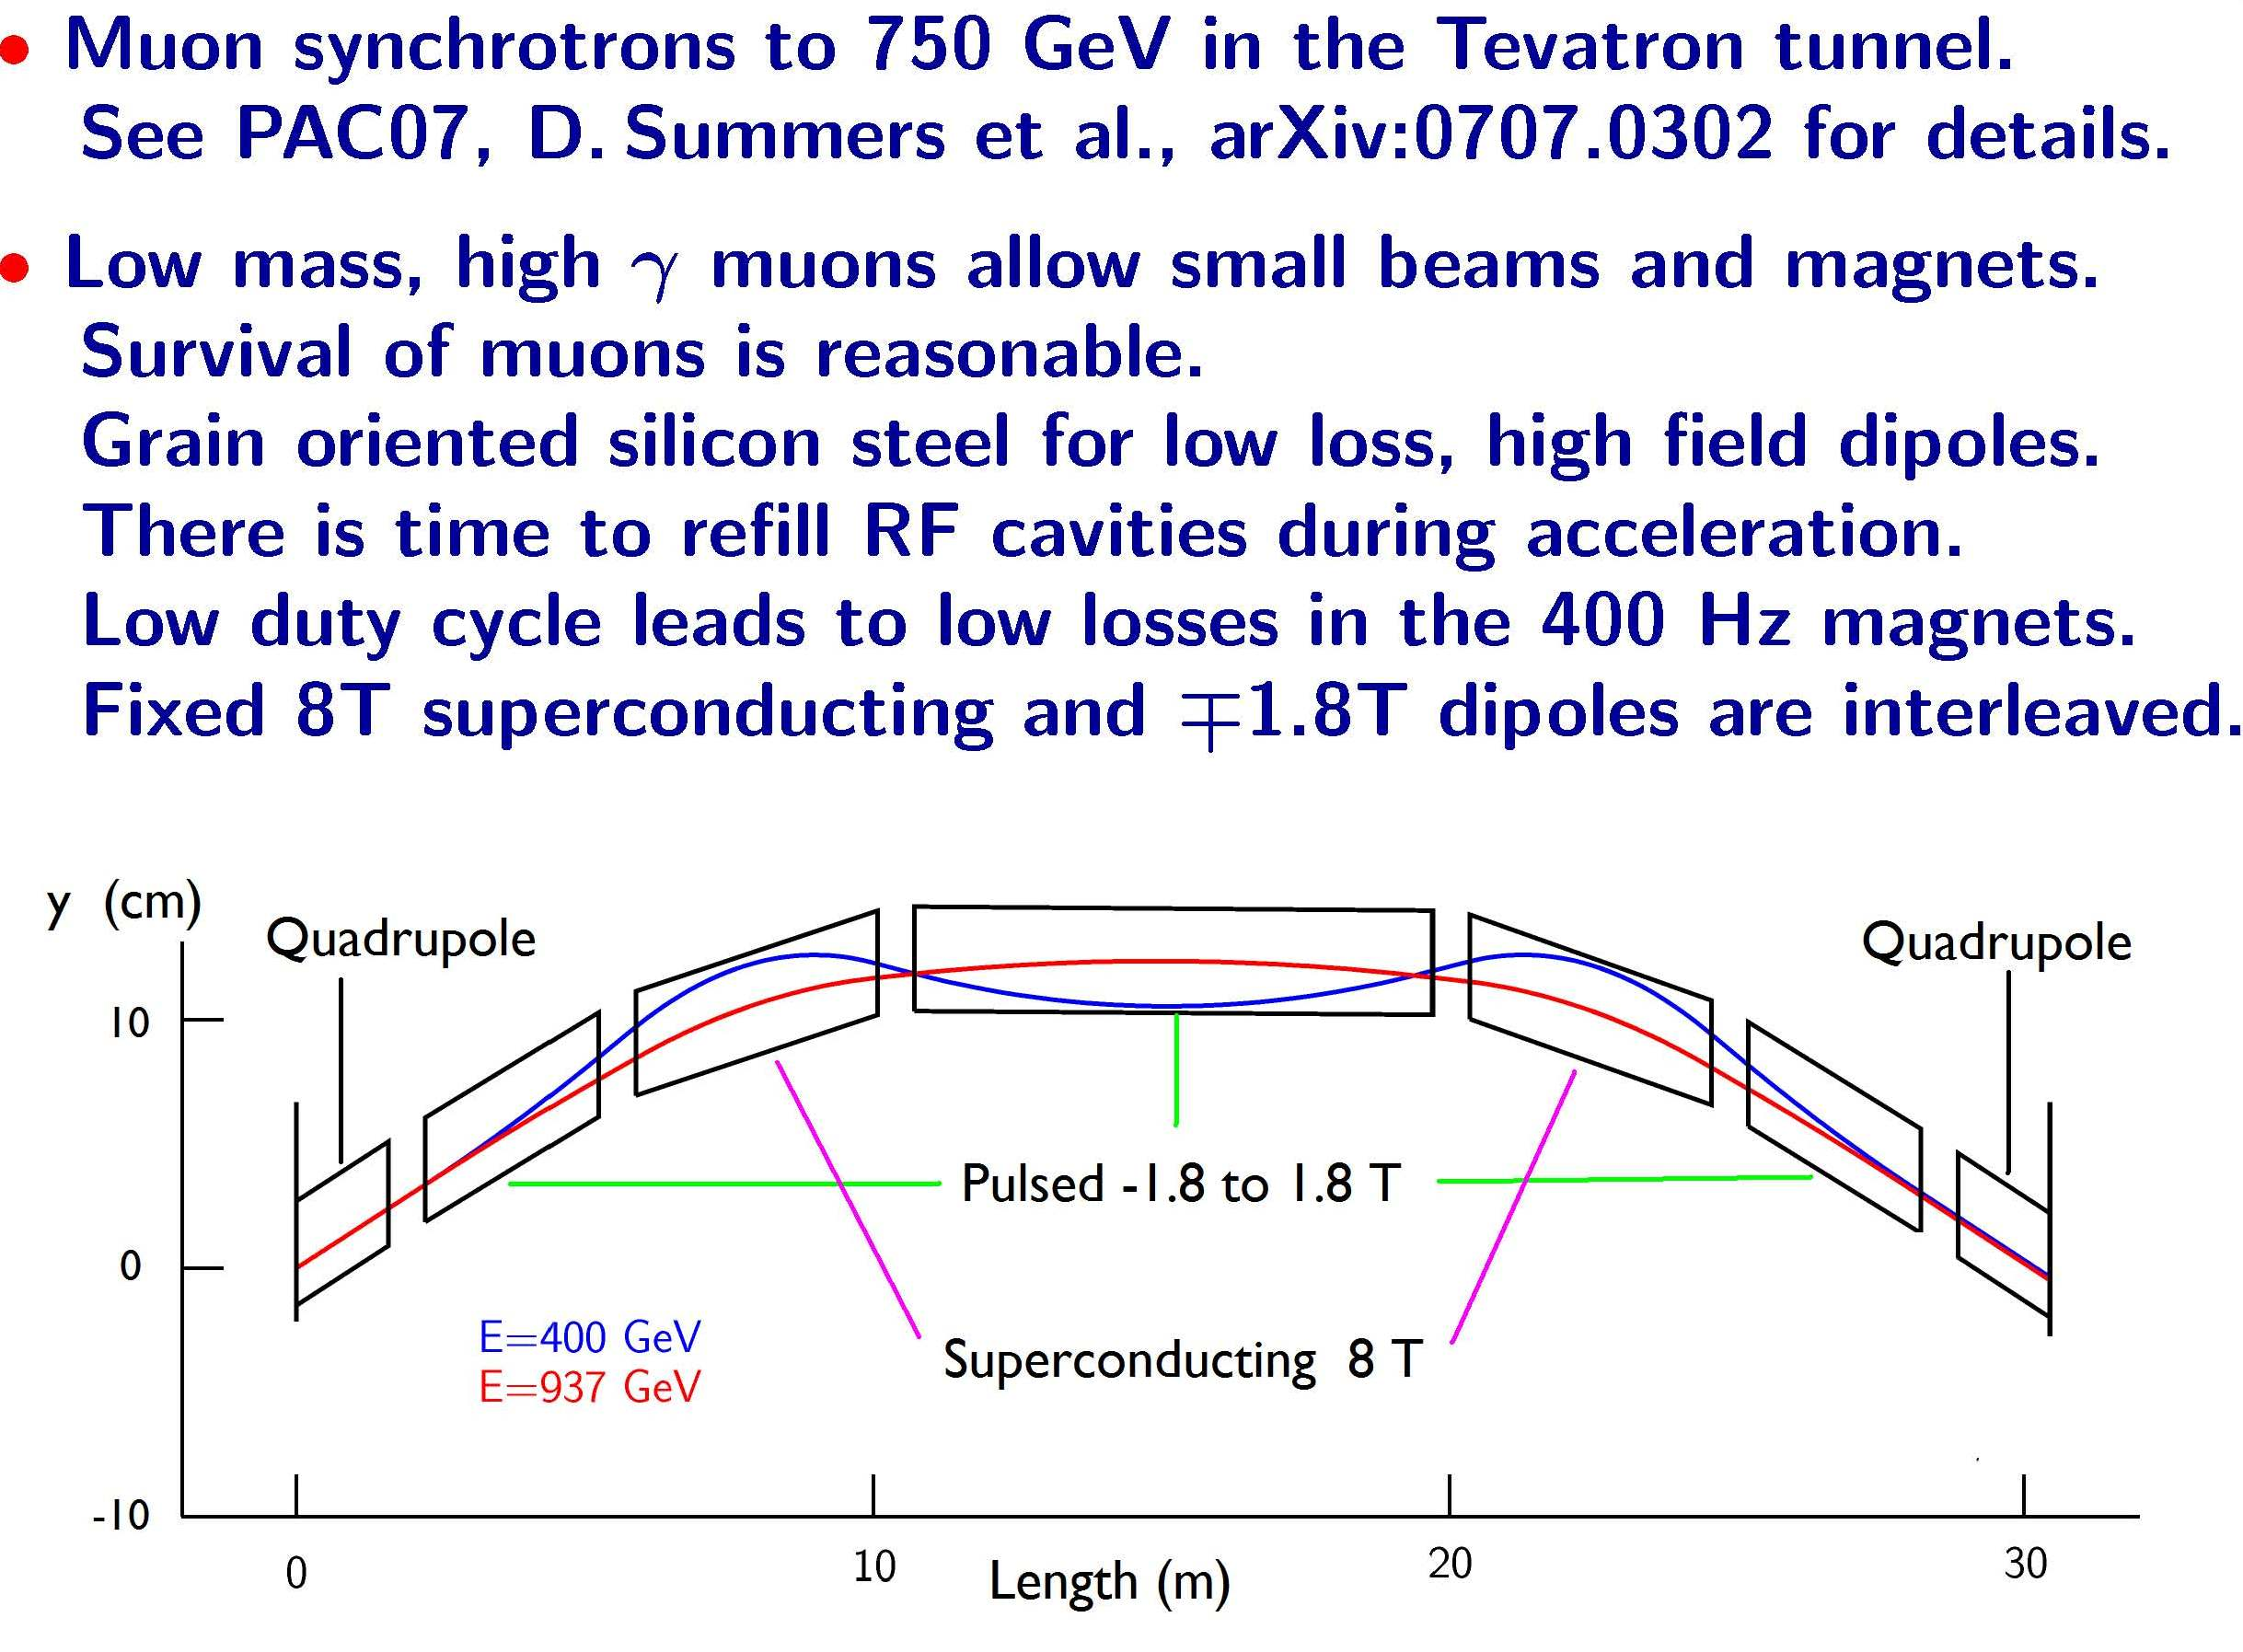 • Muon synchrotrons to 750 GeV in the Tevatron tunnel.
See PAC07, D. Summers et al., arXiv:0707.0302 for details.
• Low mass, high γ muons allow small beams and magnets.
Survival of muons is reasonable.
Grain oriented silicon steel for low loss, high field dipoles.
There is time to refill RF cavities during acceleration.
Low duty cycle leads to low losses in the 400 Hz magnets.
Fixed 8T superconducting and ∓1.8T dipoles are interleaved.
y (cm)
Quadrupole
Quadrupole
10
Pulsed -1.8 to 1.8 T
0
E=400 GeV
Superconducting 8 T
E=937 GeV
-10
0
10
20
30
Length (m)